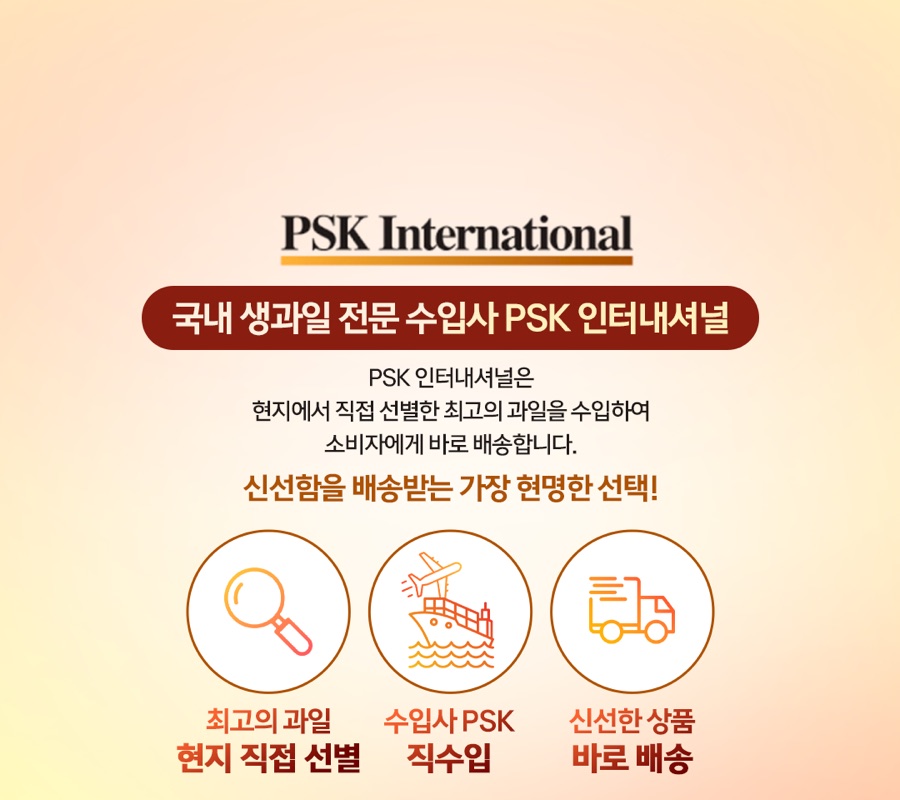 PSK International
국내 생과일 전문 수입사 PSK 인터내셔널
PSK 인터내셔널은
현지에서 직접 선별한 최고의 과일을 수입하여
소비자에게 바로 배송합니다.
신선함을 배송받는 가장 현명한 선택!
최고의 과일
현지 직접 선별
수입사 PSK
직수입
신선한 상품
바로 배송